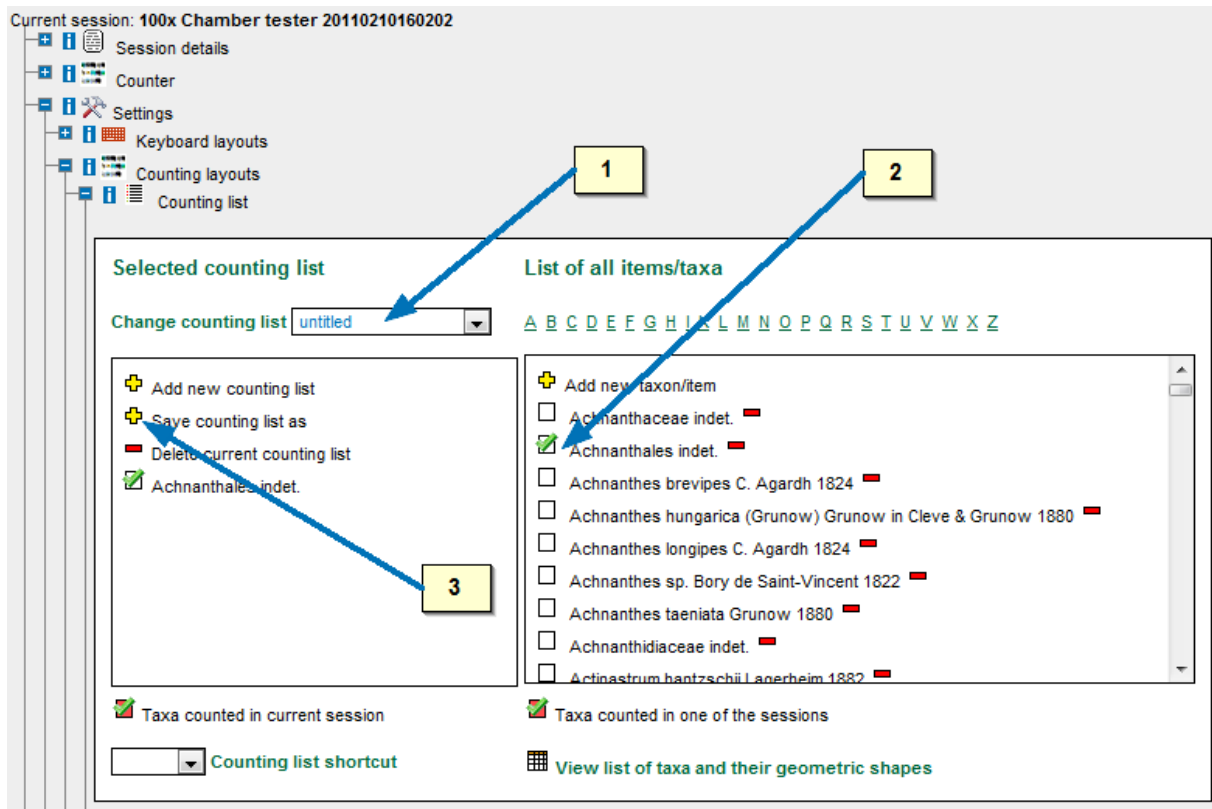 Current session: 100x Chamber tester 20110210160202
Session details
Counter
Settings
Keyboard layouts
Counting layouts
Counting list
1
2
Selected counting list
Change counting list untitled
Add new counting list
Save counting list as
Delete current counting list
Achnanthales indet.
3
Taxa counted in current session
Counting list shortcut
List of all items/taxa
A B C D E F G H I K L M N O P Q R S T U V W X Z
Add new taxon/item
Achnanthaceae indet.
Achnanthales indet.
Achnanthes brevipes C. Agardh 1824
Achnanthes hungarica (Grunow) Grunow in Cleve & Grunow 1880
Achnanthes longipes C. Agardh 1824
Achnanthes sp. Bory de Saint-Vincent 1822
Achnanthes taeniata Grunow 1880
Achnanthidiaceae indet.
Actinastrum hantzschii Lagerheim 1882
Taxa counted in one of the sessions
View list of taxa and their geometric shapes